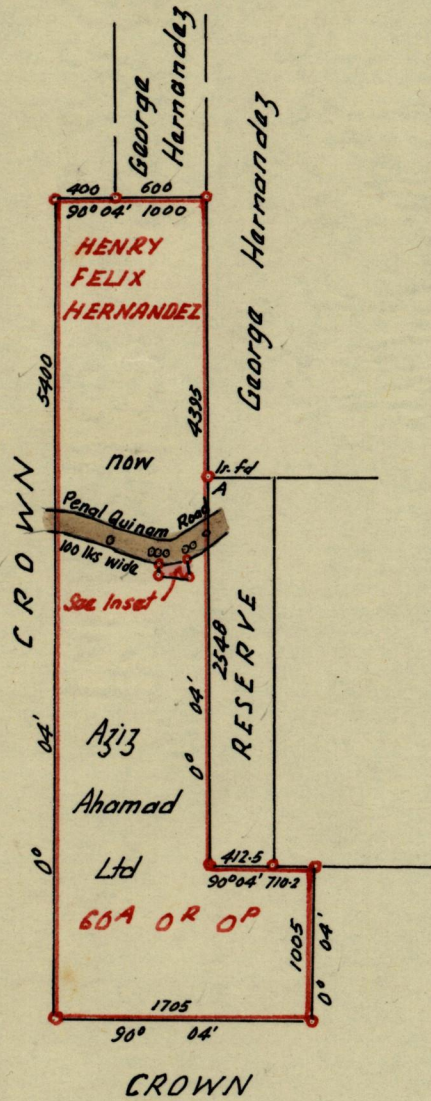 George
Hernandez
George Hernandez
400 600
90° 04' 1000
HENRY
FELIX
HERNANDEZ
5400
4395
now
Ir. fd
A
Penal Quinam Road
100 lks wide
See Inset
CROWN
2548
RESERVE
0° 04'
0° 04'
Aziz
Ahamad
Ltd
412.5
90° 04' 710.2
60A 0R 0P
1005
0° 04'
1705
90° 04'
CROWN